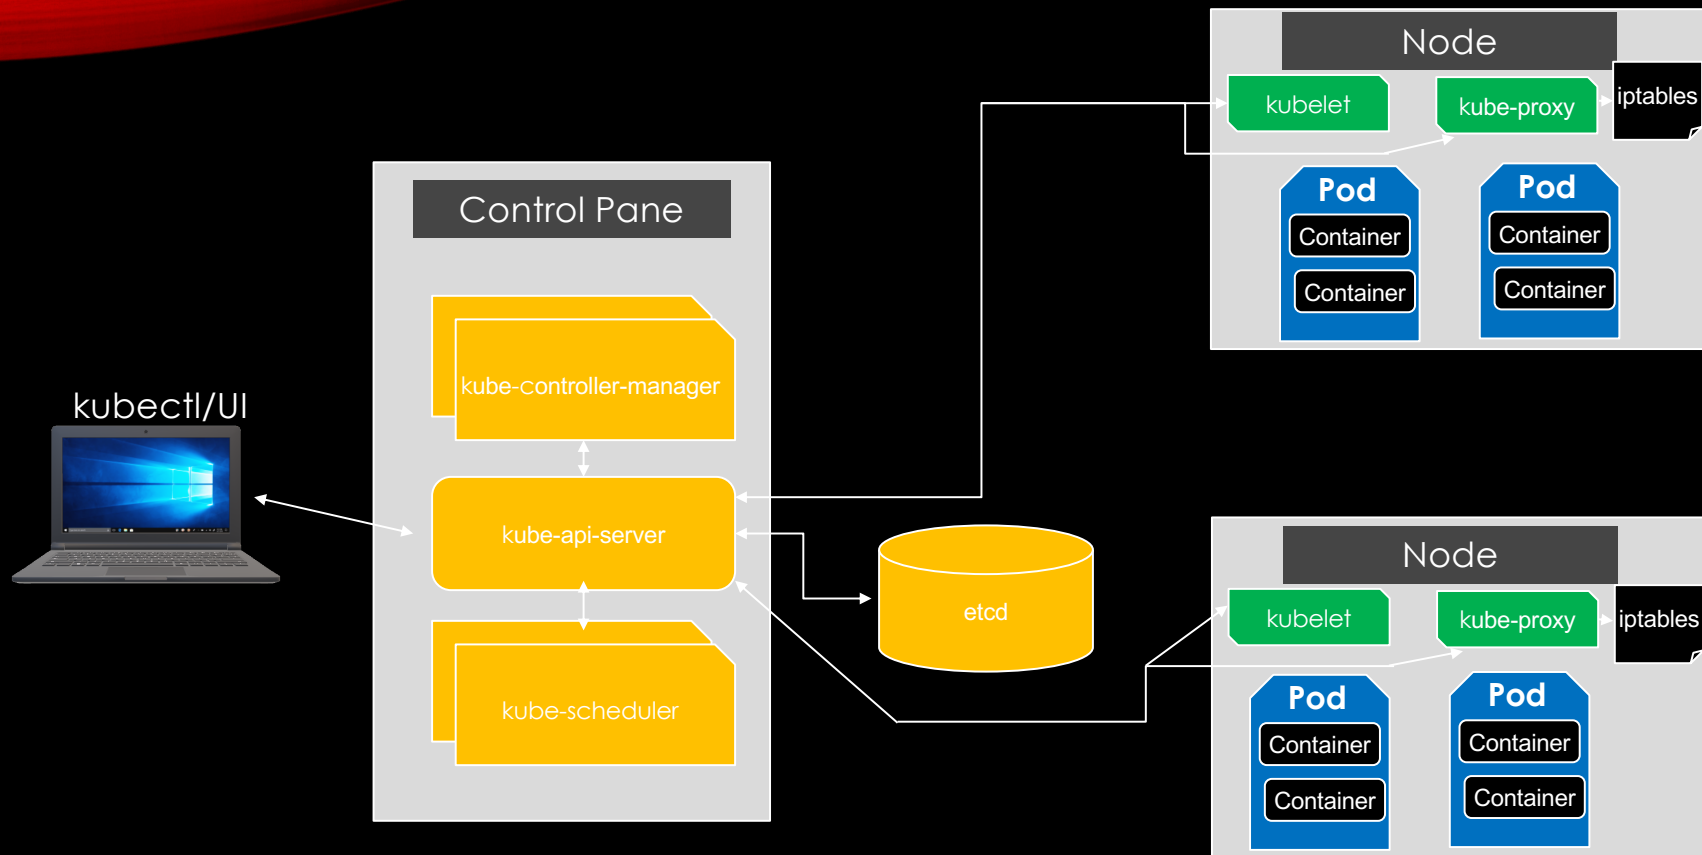 kubectl/UI
Control Pane
kube-controller-manager
kube-api-server
kube-scheduler
etcd
Node
kubelet
kube-proxy
iptables
Pod
Container
Container
Pod
Container
Container
Node
kubelet
kube-proxy
iptables
Pod
Container
Container
Pod
Container
Container